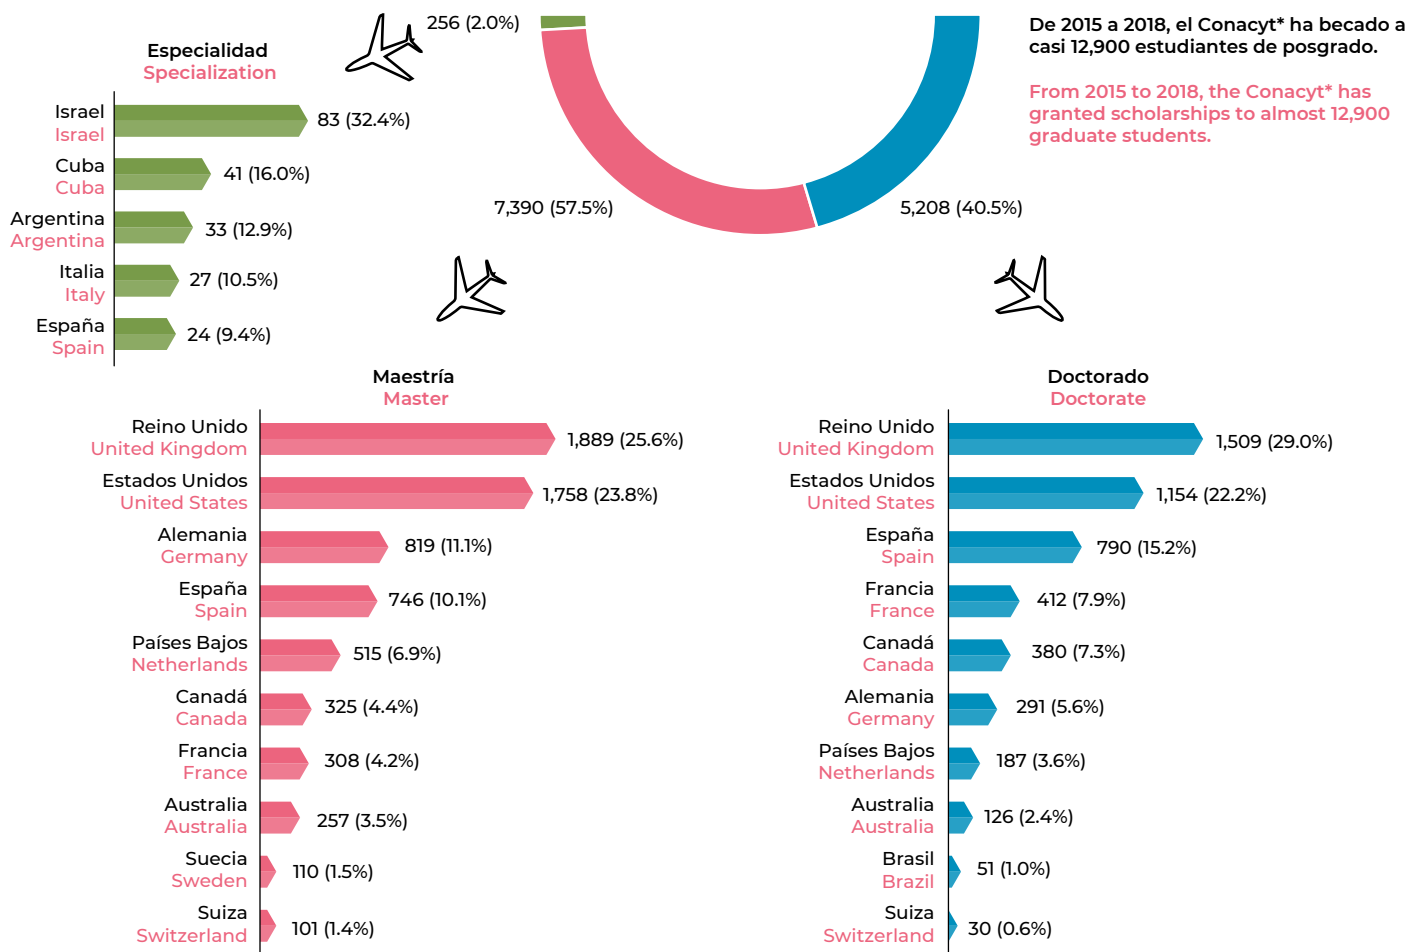 256 (2.0%)
De 2015 a 2018, el Conacyt* ha becado a
casi 12,900 estudiantes de posgrado.
From 2015 to 2018, the Conacyt* has
granted scholarships to almost 12,900
graduate students.
Especialidad
Specialization
Israel
Israel
83 (32.4%)
Cuba
Cuba
41 (16.0%)
Argentina
Argentina
33 (12.9%)
Italia
Italy
27 (10.5%)
España
Spain
24 (9.4%)
7,390 (57.5%)
5,208 (40.5%)
Maestría
Master
Reino Unido
United Kingdom
1,889 (25.6%)
Estados Unidos
United States
1,758 (23.8%)
Alemania
Germany
819 (11.1%)
España
Spain
746 (10.1%)
Países Bajos
Netherlands
515 (6.9%)
Canadá
Canada
325 (4.4%)
Francia
France
308 (4.2%)
Australia
Australia
257 (3.5%)
Suecia
Sweden
110 (1.5%)
Suiza
Switzerland
101 (1.4%)
Doctorado
Doctorate
Reino Unido
United Kingdom
1,509 (29.0%)
Estados Unidos
United States
1,154 (22.2%)
España
Spain
790 (15.2%)
Francia
France
412 (7.9%)
Canadá
Canada
380 (7.3%)
Alemania
Germany
291 (5.6%)
Países Bajos
Netherlands
187 (3.6%)
Australia
Australia
126 (2.4%)
Brasil
Brazil
51 (1.0%)
Suiza
Switzerland
30 (0.6%)